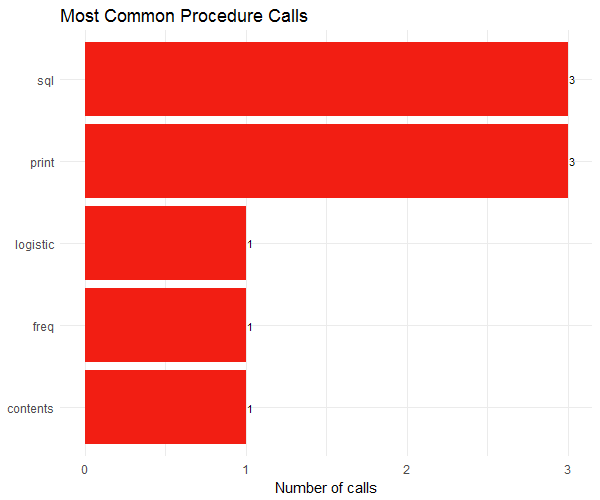 Most Common Procedure Calls
sql
3
print
3
logistic
1
freq
1
contents
1
0
1
2
3
Number of calls